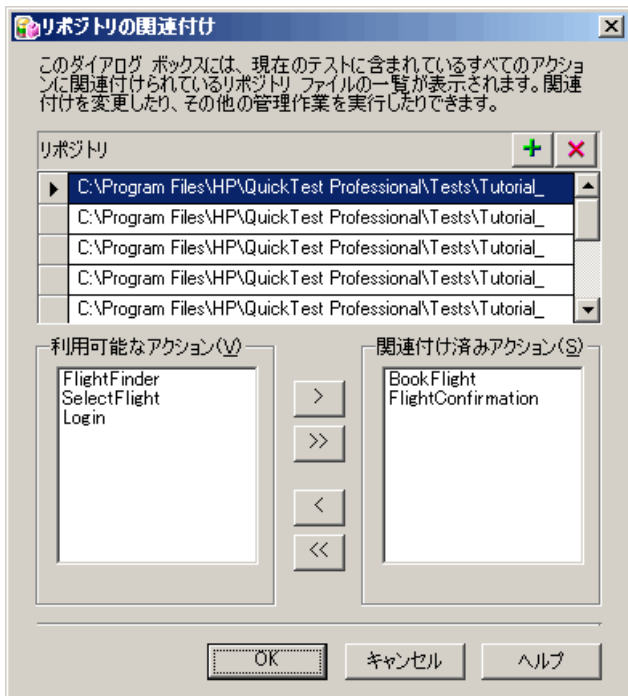 リポジトリの関連付け
このダイアログ ボックスには、現在のテストに含まれているすべてのアクショ
ンに関連付けられているリポジトリ ファイルの一覧が表示されます。関連
付けを変更したり、その他の管理作業を実行したりできます。
リポジトリ
C:\Program Files\HP\QuickTest Professional\Tests\Tutorial_
C:\Program Files\HP\QuickTest Professional\Tests\Tutorial_
C:\Program Files\HP\QuickTest Professional\Tests\Tutorial_
C:\Program Files\HP\QuickTest Professional\Tests\Tutorial_
C:\Program Files\HP\QuickTest Professional\Tests\Tutorial_
利用可能なアクション(V)
FlightFinder
SelectFlight
Login
>
>>
<
<<
関連付け済みアクション(S)
BookFlight
FlightConfirmation
OK
キャンセル
ヘルプ